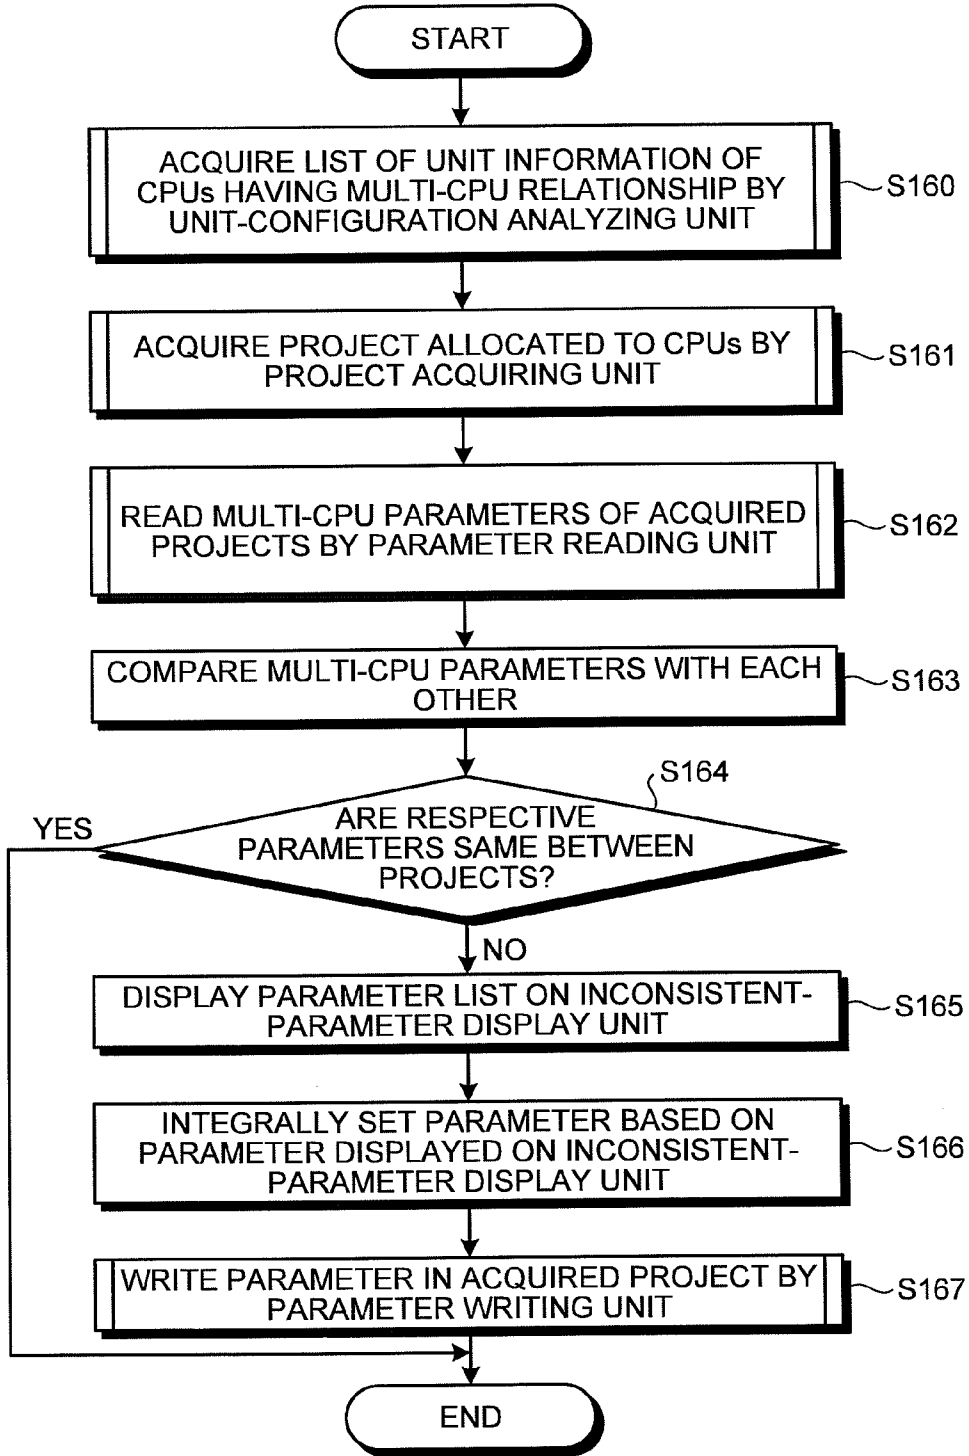 START
ACQUIRE LIST OF UNIT INFORMATION OF
CPUs HAVING MULTI-CPU RELATIONSHIP BY
UNIT-CONFIGURATION ANALYZING UNIT
S160
ACQUIRE PROJECT ALLOCATED TO CPUs BY
PROJECT ACQUIRING UNIT
S161
READ MULTI-CPU PARAMETERS OF ACQUIRED
PROJECTS BY PARAMETER READING UNIT
S162
COMPARE MULTI-CPU PARAMETERS WITH EACH
OTHER
S163
S164
YES
ARE RESPECTIVE
PARAMETERS SAME BETWEEN
PROJECTS?
NO
DISPLAY PARAMETER LIST ON INCONSISTENT-
PARAMETER DISPLAY UNIT
S165
INTEGRALLY SET PARAMETER BASED ON
PARAMETER DISPLAYED ON INCONSISTENT-
PARAMETER DISPLAY UNIT
S166
WRITE PARAMETER IN ACQUIRED PROJECT BY
PARAMETER WRITING UNIT
S167
END